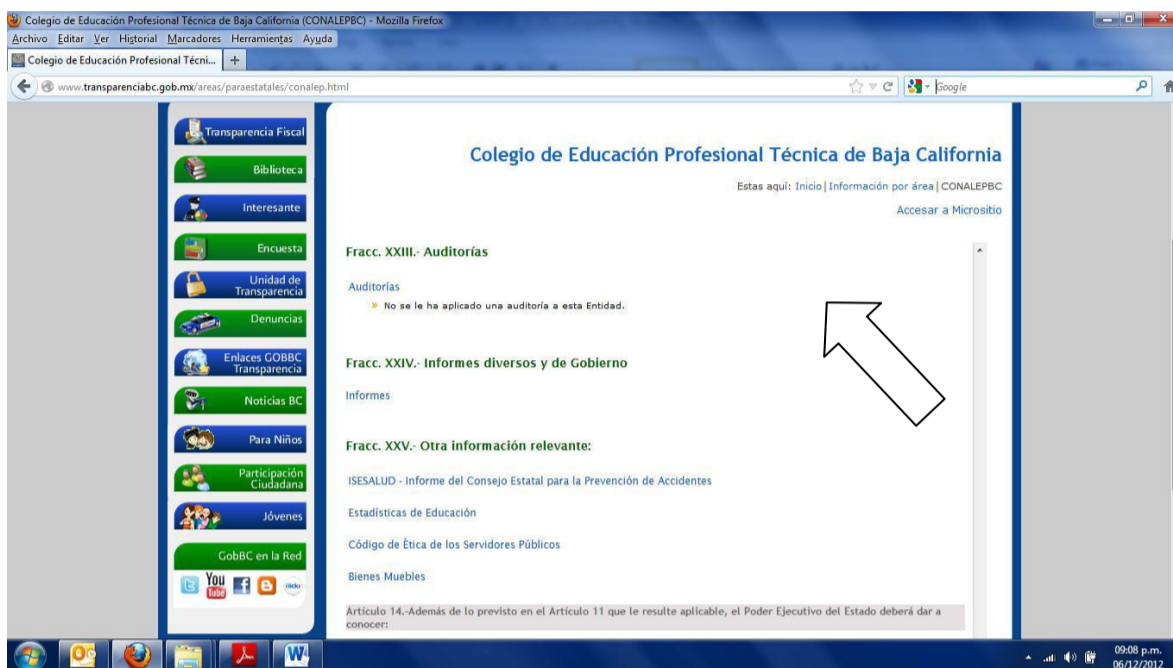 Colegio de Educación Profesional Técnica de Baja California (CONALEPBC) - Mozilla Firefox
Archivo Editar Ver Historial Marcadores Herramientas Ayuda
Colegio de Educación Profesional Técni... +
www.transparenciabc.gob.mx/areas/paraestatales/conalep.html
Google
Transparencia Fiscal
Biblioteca
Interesante
Encuesta
Unidad de
Transparencia
Denuncias
Enlaces GOBBC
Transparencia
Noticias BC
Para Niños
Participación
Ciudadana
Jóvenes
GobBC en la Red
You
Tube
Colegio de Educación Profesional Técnica de Baja California
Estas aquí: Inicio | Información por área | CONALEPBC
Accesar a Micrositio
Fracc. XXIII.- Auditorías
Auditorías
» No se le ha aplicado una auditoría a esta Entidad.
Fracc. XXIV.- Informes diversos y de Gobierno
Informes
Fracc. XXV.- Otra información relevante:
ISESALUD - Informe del Consejo Estatal para la Prevención de Accidentes
Estadísticas de Educación
Código de Ética de los Servidores Públicos
Bienes Muebles
Artículo 14.-Además de lo previsto en el Artículo 11 que le resulte aplicable, el Poder Ejecutivo del Estado deberá dar a
conocer:
09:08 p.m.
06/12/2012